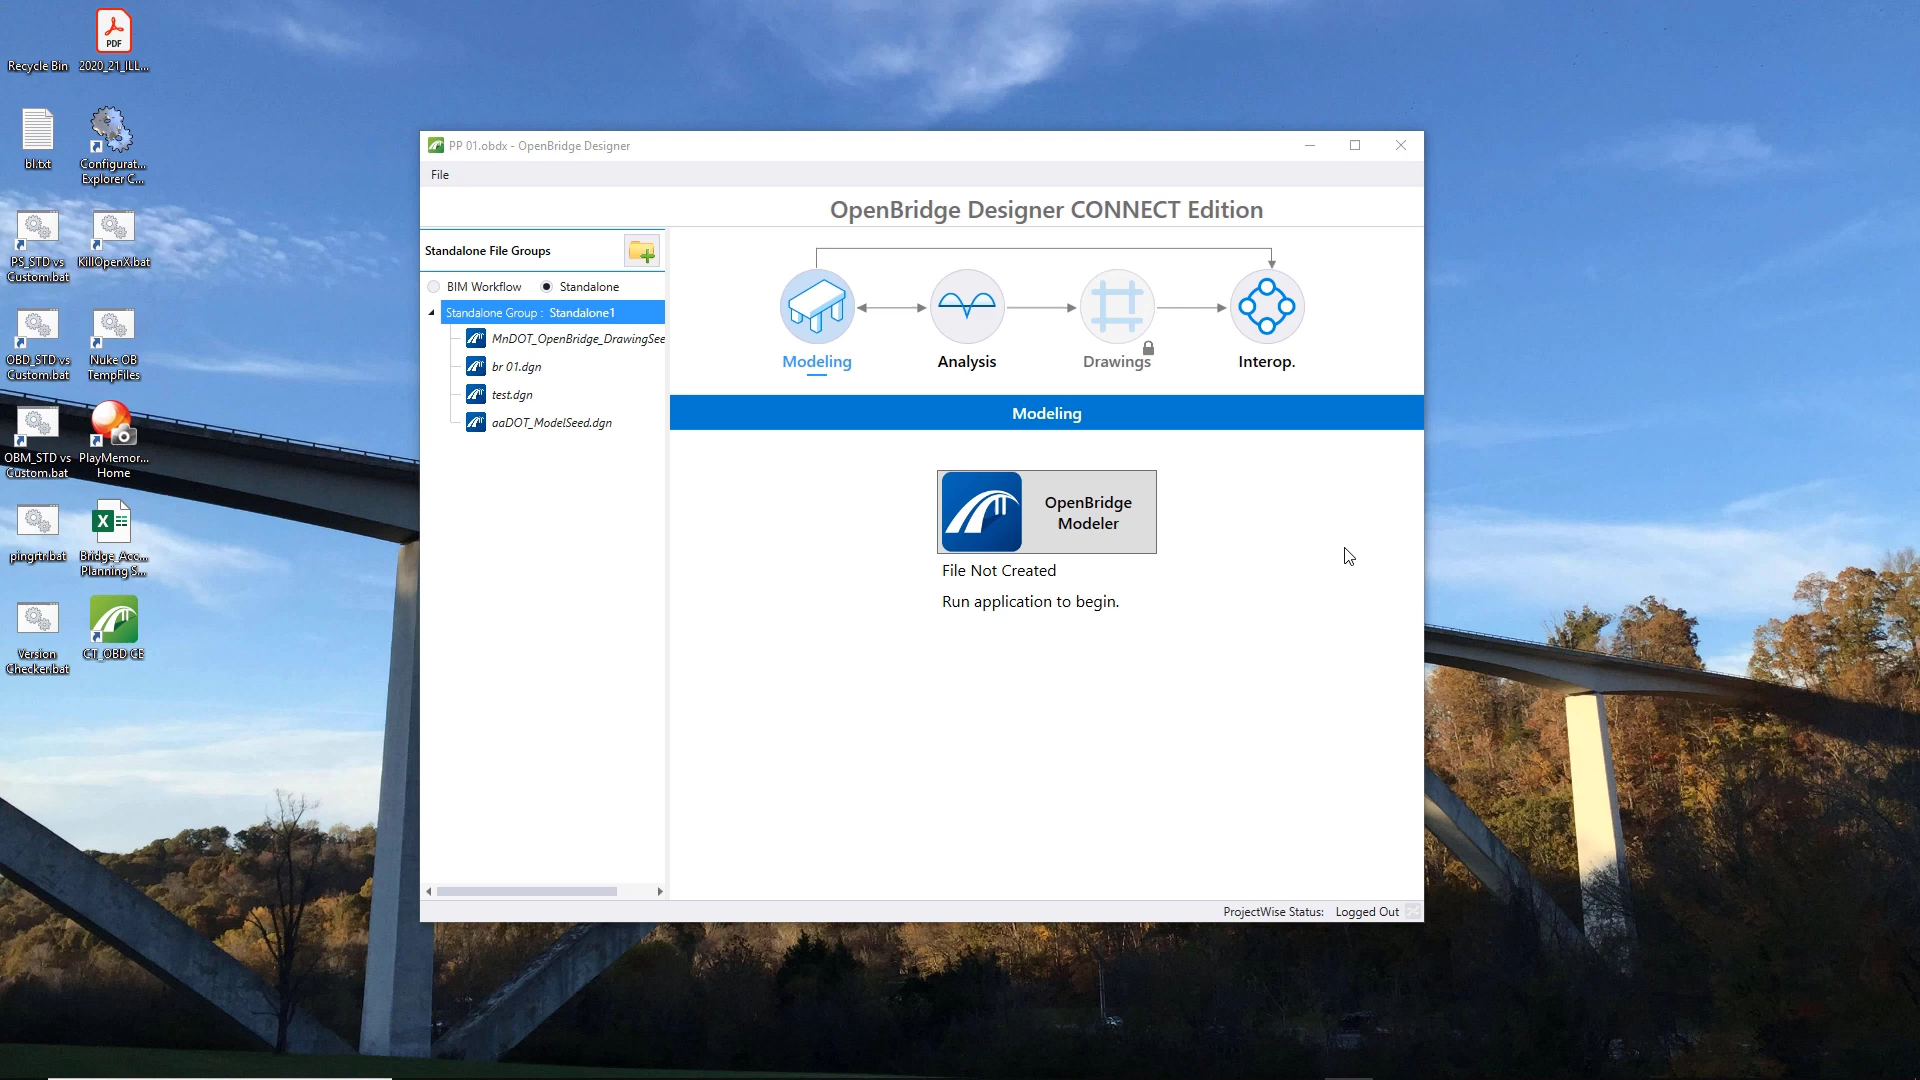 Recycle Bin
2020_21_ILL...
PDF
bl.txt
Configurat...
Explorer C...
PS_STD vs
Custom.bat
KillOpenX.bat
OBD_STD vs
Custom.bat
Nuke OB
TempFiles
OBM_STD vs
Custom.bat
PlayMemor...
Home
pingrtr.bat
Bridge_Acc...
Planning S...
Version
Checker.bat
CT_OBD CE
PP 01.obdx - OpenBridge Designer
File
OpenBridge Designer CONNECT Edition
Standalone File Groups
BIM Workflow
Standalone
Standalone Group : Standalone1
MnDOT_OpenBridge_DrawingSee
br 01.dgn
test.dgn
aaDOT_ModelSeed.dgn
Modeling
Analysis
Drawings
Interop.
Modeling
OpenBridge
Modeler
File Not Created
Run application to begin.
ProjectWise Status: Logged Out